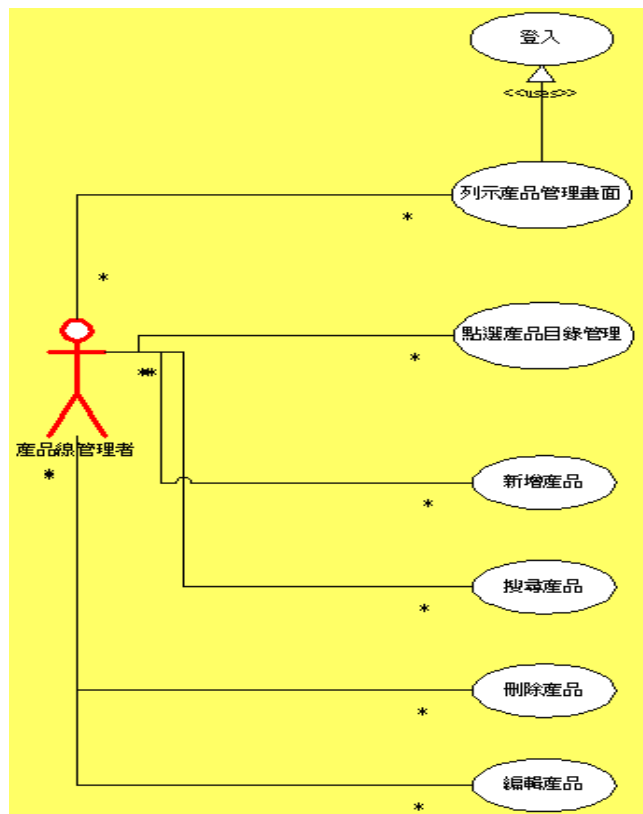 登入
<<uses>>
列示產品管理畫面
*
*
點選產品目錄管理
*
***
產品線管理者
*
新增產品
*
搜尋產品
*
刪除產品
*
編輯產品
*